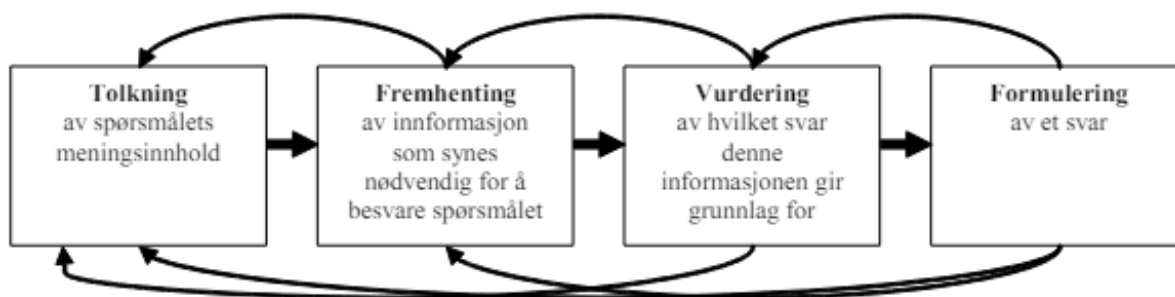 Tolkning
av spørsmålets
meningsinnhold
Fremhenting
av innformasjon
som synes
nødvendig for å
besvare spørsmålet
Vurdering
av hvilket svar
denne
informasjonen gir
grunnlag for
Formulering
av et svar